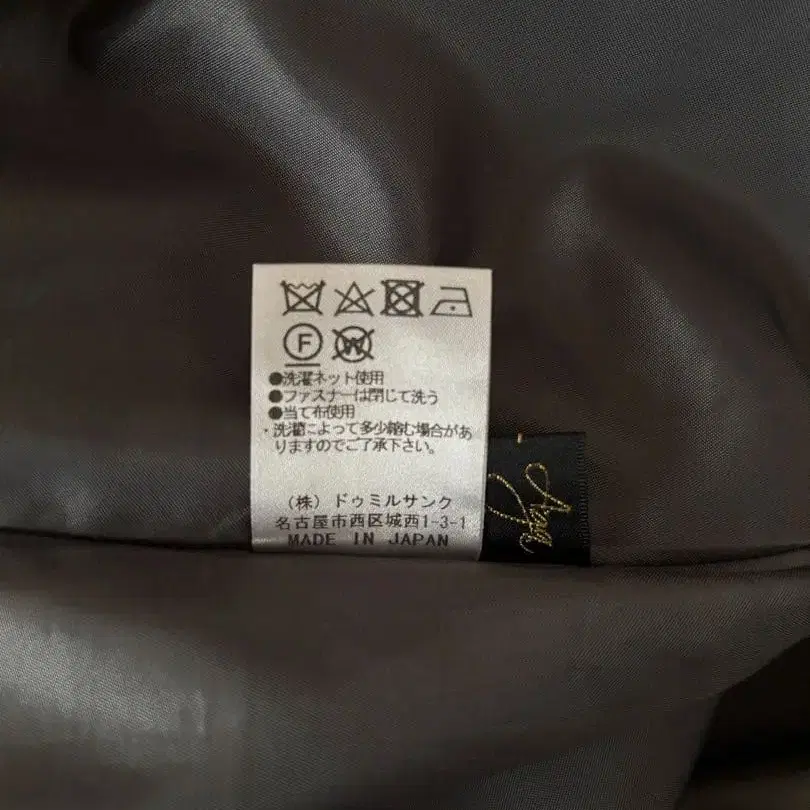 F W
●洗濯ネット使用
●ファスナーは閉じて洗う
●当て布使用
・洗濯によって多少縮む場合があ
りますのでご了承下さい。
(株) ドゥミルサンク
名古屋市西区城西1-3-1
MADE IN JAPAN